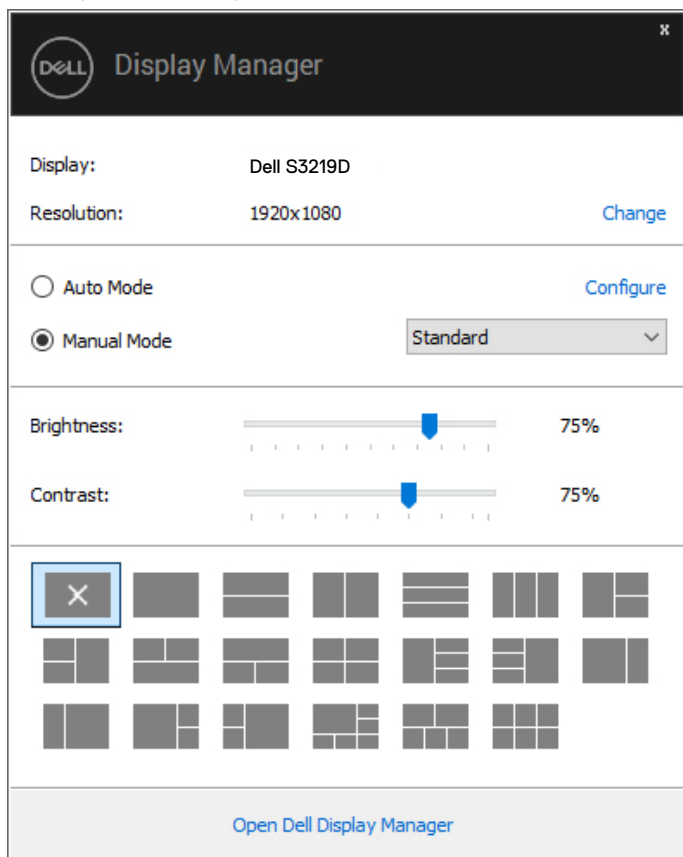 x
DELL Display Manager
Display: Dell S3219D
Resolution: 1920x1080 Change
Auto Mode Configure
Manual Mode Standard
Brightness: 75%
Contrast: 75%
Open Dell Display Manager